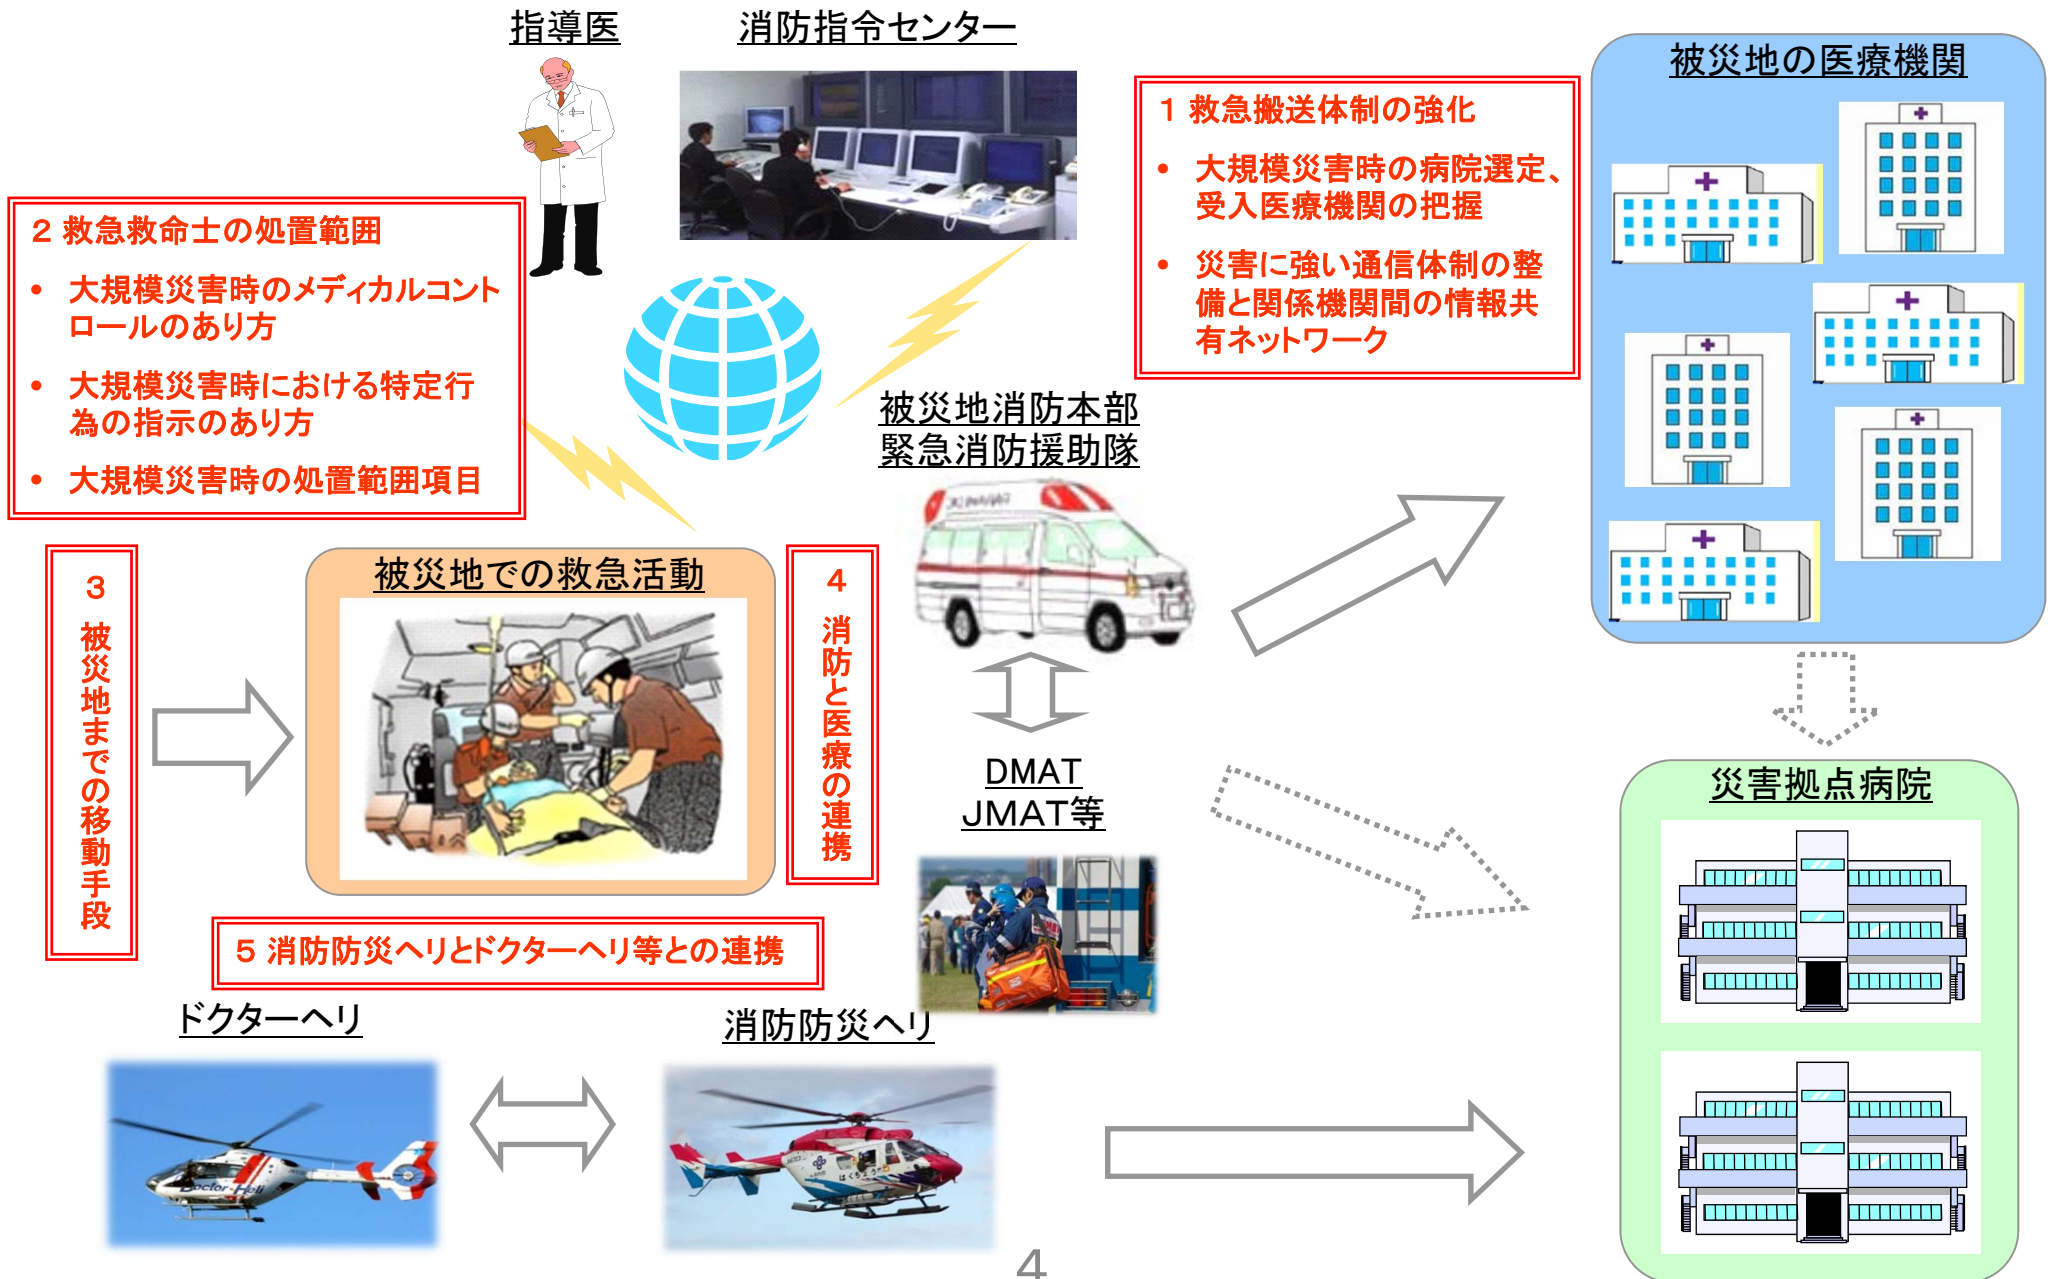 指導医
消防指令センター
被災地の医療機関
1 救急搬送体制の強化
• 大規模災害時の病院選定、
受入医療機関の把握
• 災害に強い通信体制の整
備と関係機関間の情報共
有ネットワーク
2 救急救命士の処置範囲
• 大規模災害時のメディカルコント
ロールのあり方
• 大規模災害時における特定行
為の指示のあり方
• 大規模災害時の処置範囲項目
被災地消防本部
緊急消防援助隊
3 被災地までの移動手段
被災地での救急活動
4 消防と医療の連携
DMAT
JMAT等
災害拠点病院
5 消防防災ヘリとドクターヘリ等との連携
ドクターヘリ
消防防災ヘリ
Doctor-Heli
はくちょう
4